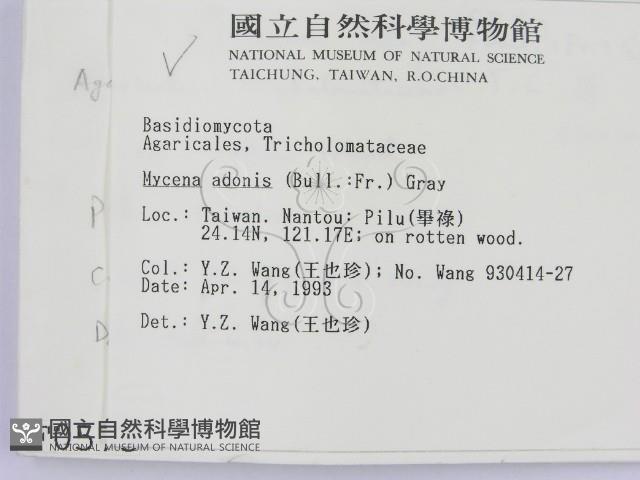 國立自然科學博物館
NATIONAL MUSEUM OF NATURAL SCIENCE
TAICHUNG, TAIWAN, R.O.CHINA
Aga
Basidiomycota
Agaricales, Tricholomataceae
Mycena adonis (Bull.:Fr.) Gray
P
Loc.: Taiwan. Nantou: Pilu(畢祿)
24.14N, 121.17E; on rotten wood.
C.
Col.: Y.Z. Wang(王也珍); No. Wang 930414-27
Date: Apr. 14, 1993
D
Det.: Y.Z. Wang(王也珍)
國立自然科學博物館
NATIONAL MUSEUM OF NATURAL SCIENCE